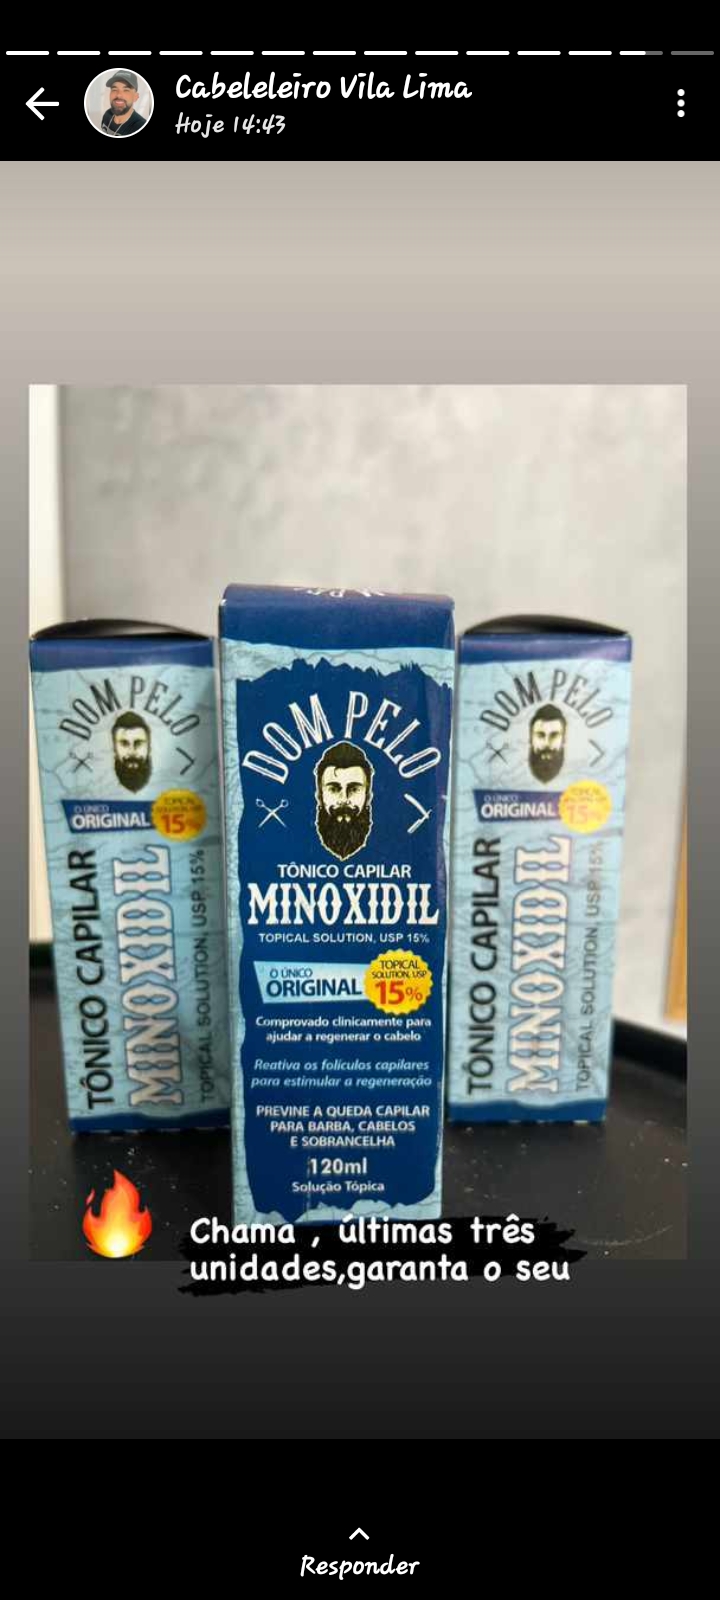 Cabeleleiro Vila Lima
Hoje 14:43
DOM PELO
O ÚNICO
ORIGINAL
15%
TÔNICO CAPILAR
MINOXIDIL
TOPICAL SOLUTION, USP 15%
DOM PELO
TÔNICO CAPILAR
MINOXIDIL
TOPICAL SOLUTION, USP 15%
O ÚNICO
ORIGINAL
TOPICAL
SOLUTION, USP
15%
Comprovado clinicamente para
ajudar a regenerar o cabelo
Reativa os folículos capilares
para estimular a regeneração
PREVINE A QUEDA CAPILAR
PARA BARBA, CABELOS
E SOBRANCELHA
120ml
Solução Tópica
DOM PELO
O ÚNICO
ORIGINAL
15%
TÔNICO CAPILAR
MINOXIDIL
TOPICAL SOLUTION, USP 15%
Chama , últimas três
unidades,garanta o seu
Responder